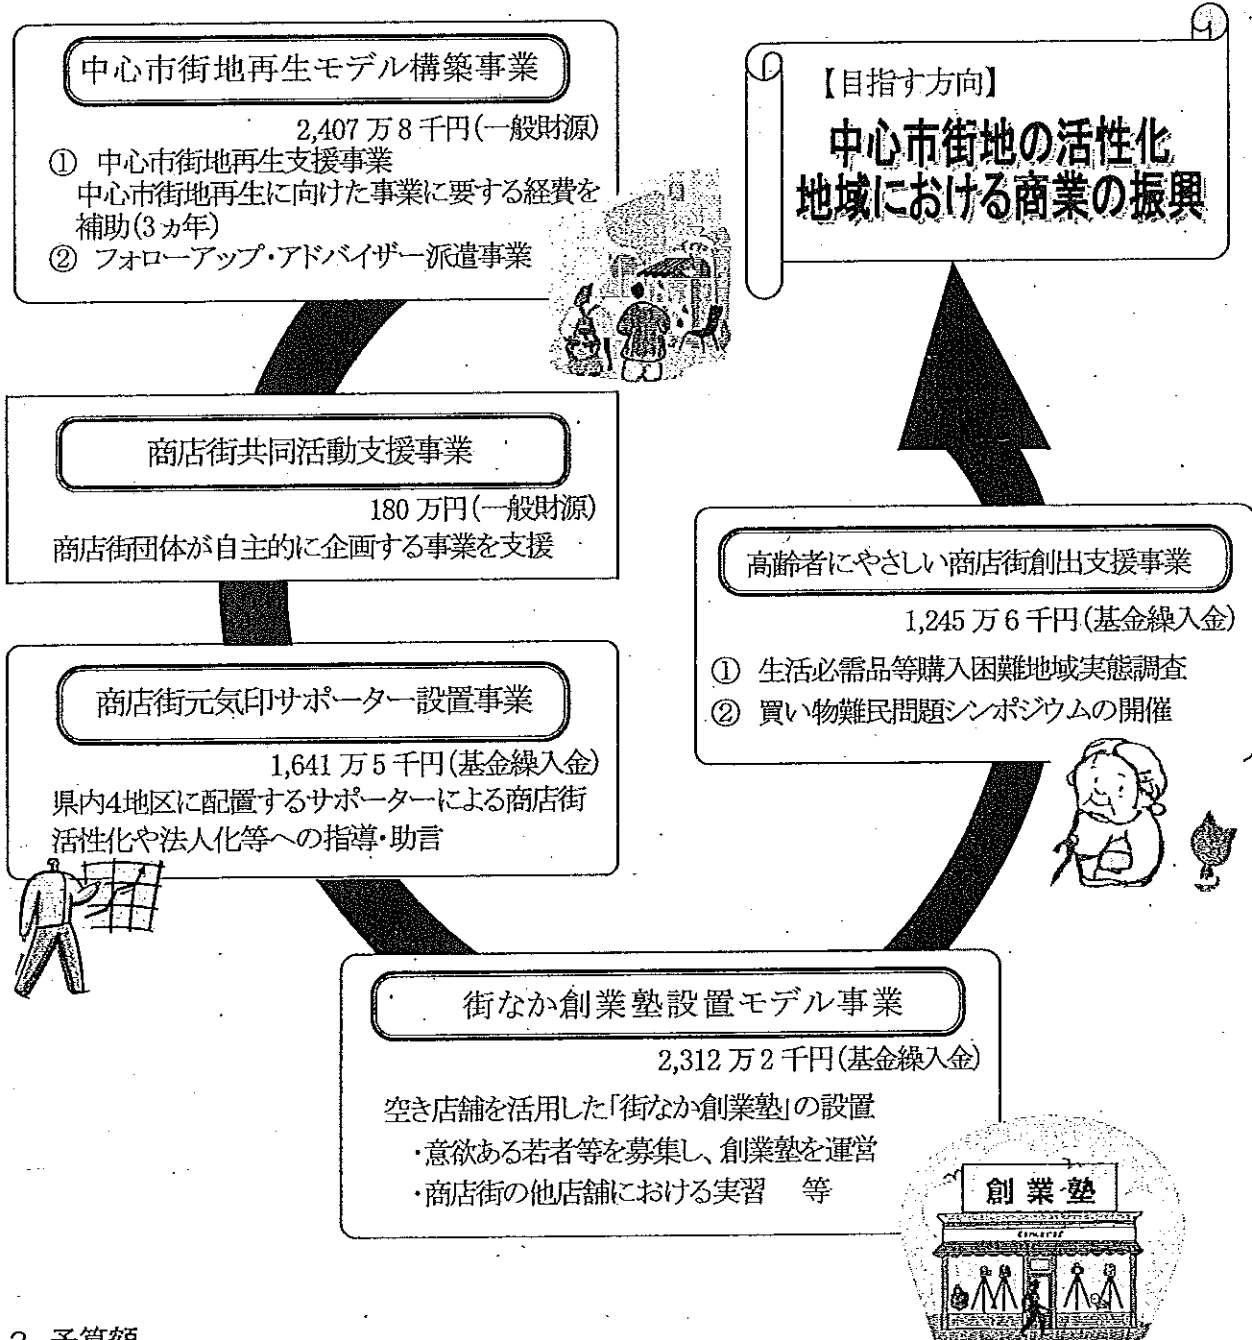 中心市街地再生モデル構築事業
2,407万8千円(一般財源)
① 中心市街地再生支援事業
中心市街地再生に向けた事業に要する経費を
補助(3ヵ年)
② フォローアップ・アドバイザー派遣事業
【目指す方向】
中心市街地の活性化
地域における商業の振興
商店街共同活動支援事業
180万円(一般財源)
商店街団体が自主的に企画する事業を支援
商店街元気印サポーター設置事業
1,641万5千円(基金繰入金)
県内4地区に配置するサポーターによる商店街
活性化や法人化等への指導・助言
高齢者にやさしい商店街創出支援事業
1,245万6千円(基金繰入金)
① 生活必需品等購入困難地域実態調査
② 買い物難民問題シンポジウムの開催
街なか創業塾設置モデル事業
2,312万2千円(基金繰入金)
空き店舗を活用した「街なか創業塾」の設置
・意欲ある若者等を募集し、創業塾を運営
・商店街の他店舗における実習 等
創業塾